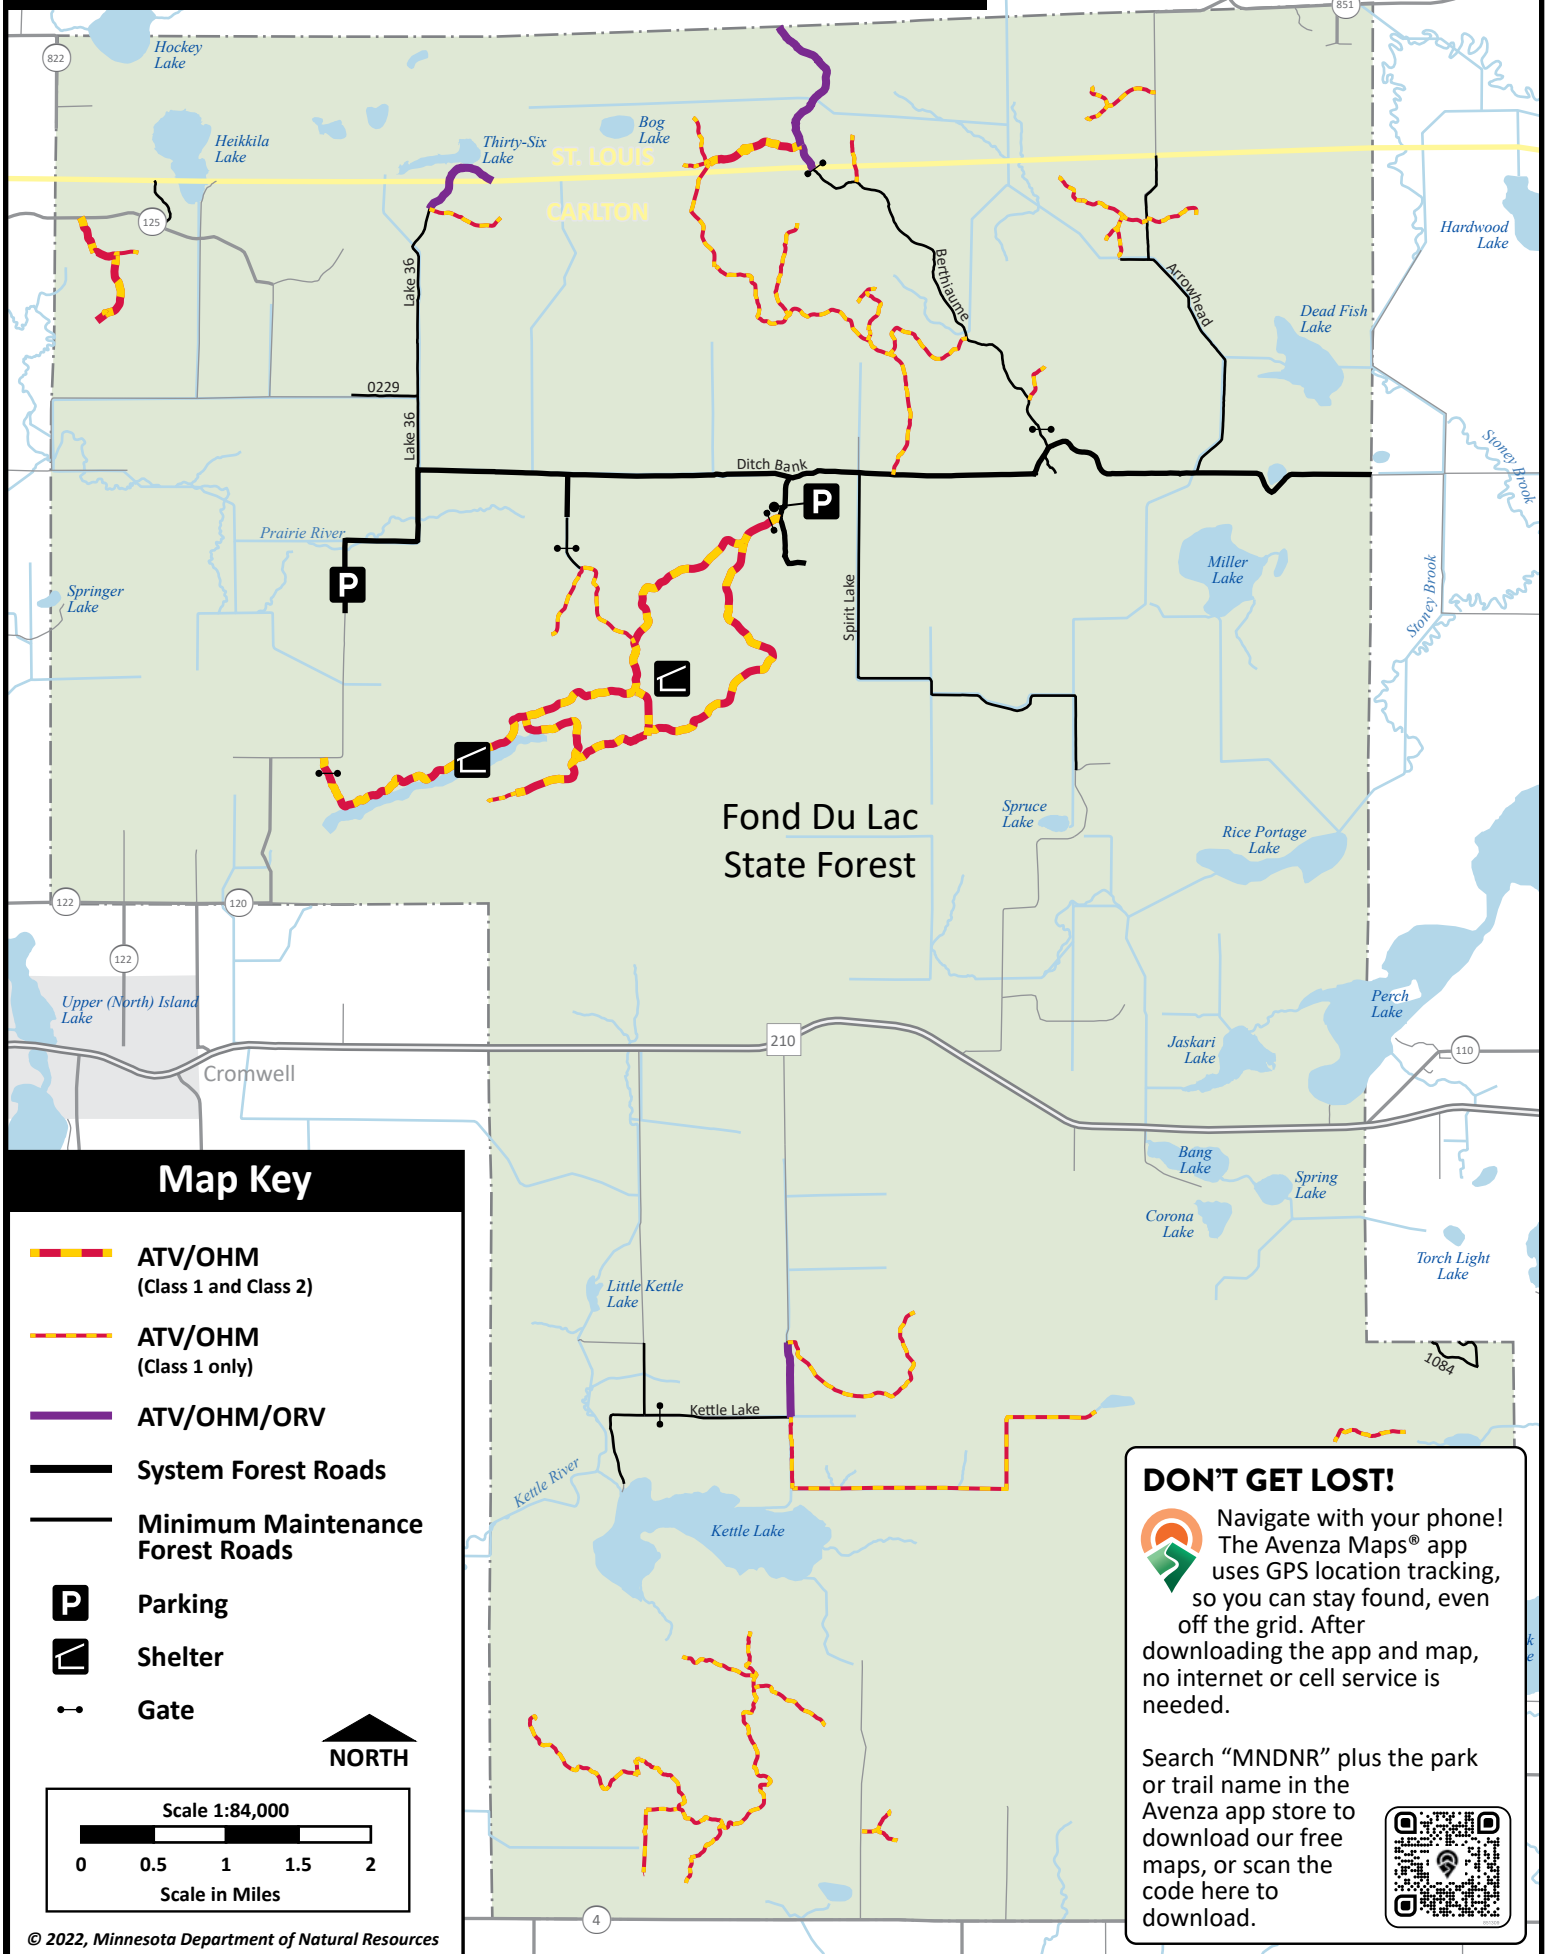 851
822
Hockey
Lake
Heikkila
Lake
Thirty-Six
Lake
Bog
Lake
ST. LOUIS
CARLTON
125
Hardwood
Lake
Lake 36
Berthiaume
Arrowhead
Dead Fish
Lake
0229
Lake 36
Ditch Bank
Stoney Brook
P
Prairie River
P
Springer
Lake
Spirit Lake
Miller
Lake
Stoney Brook
Fond Du Lac
State Forest
Spruce
Lake
Rice Portage
Lake
122
120
122
Upper (North) Island
Lake
Perch
Lake
210
Jaskari
Lake
110
Cromwell
Bang
Lake
Spring
Lake
Corona
Lake
Torch Light
Lake
Little Kettle
Lake
1084
Kettle Lake
Kettle River
Kettle Lake
4
Map Key
ATV/OHM
(Class 1 and Class 2)
ATV/OHM
(Class 1 only)
ATV/OHM/ORV
System Forest Roads
Minimum Maintenance
Forest Roads
P Parking
Shelter
Gate
NORTH
Scale 1:84,000
0 0.5 1 1.5 2
Scale in Miles
© 2022, Minnesota Department of Natural Resources
DON'T GET LOST!
Navigate with your phone!
The Avenza Maps® app
uses GPS location tracking,
so you can stay found, even
off the grid. After
downloading the app and map,
no internet or cell service is
needed.
Search “MNDNR” plus the park
or trail name in the
Avenza app store to
download our free
maps, or scan the
code here to
download.